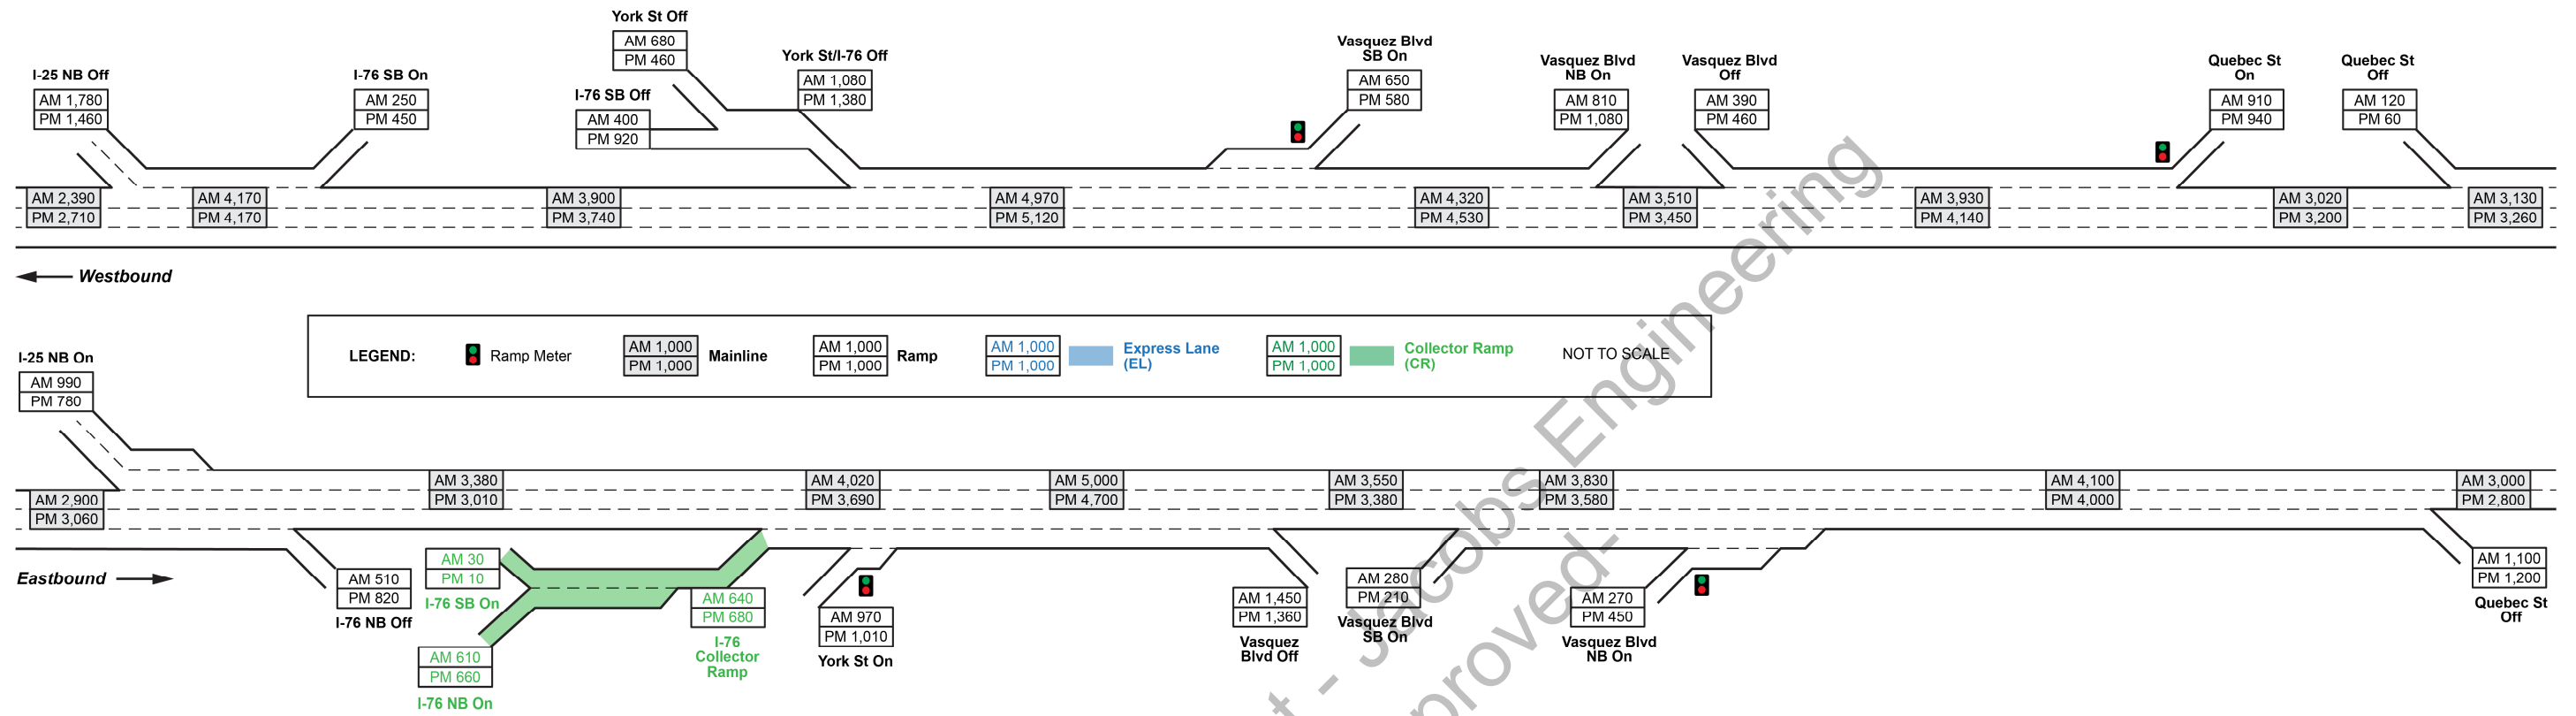 York St Off
AM 680
PM 460
York St/I-76 Off
AM 1,080
PM 1,380
I-25 NB Off
AM 1,780
PM 1,460
I-76 SB On
AM 250
PM 450
I-76 SB Off
AM 400
PM 920
Vasquez Blvd
SB On
AM 650
PM 580
Vasquez Blvd
NB On
AM 810
PM 1,080
Vasquez Blvd
Off
AM 390
PM 460
Quebec St
On
AM 910
PM 940
Quebec St
Off
AM 120
PM 60
AM 2,390
PM 2,710
AM 4,170
PM 4,170
AM 3,900
PM 3,740
AM 4,970
PM 5,120
AM 4,320
PM 4,530
AM 3,510
PM 3,450
AM 3,930
PM 4,140
AM 3,020
PM 3,200
AM 3,130
PM 3,260
Westbound
LEGEND:
Ramp Meter
AM 1,000
PM 1,000
Mainline
AM 1,000
PM 1,000
Ramp
AM 1,000
PM 1,000
Express Lane
(EL)
AM 1,000
PM 1,000
Collector Ramp
(CR)
NOT TO SCALE
I-25 NB On
AM 990
PM 780
AM 2,900
PM 3,060
AM 3,380
PM 3,010
AM 4,020
PM 3,690
AM 5,000
PM 4,700
AM 3,550
PM 3,380
AM 3,830
PM 3,580
AM 4,100
PM 4,000
AM 3,000
PM 2,800
Eastbound
AM 510
PM 820
I-76 NB Off
AM 30
PM 10
I-76 SB On
AM 610
PM 660
I-76 NB On
AM 640
PM 680
I-76
Collector
Ramp
AM 970
PM 1,010
York St On
AM 1,450
PM 1,360
Vasquez
Blvd Off
AM 280
PM 210
Vasquez Blvd
SB On
AM 270
PM 450
Vasquez Blvd
NB On
AM 1,100
PM 1,200
Quebec St
Off
- Jacobs Engineering